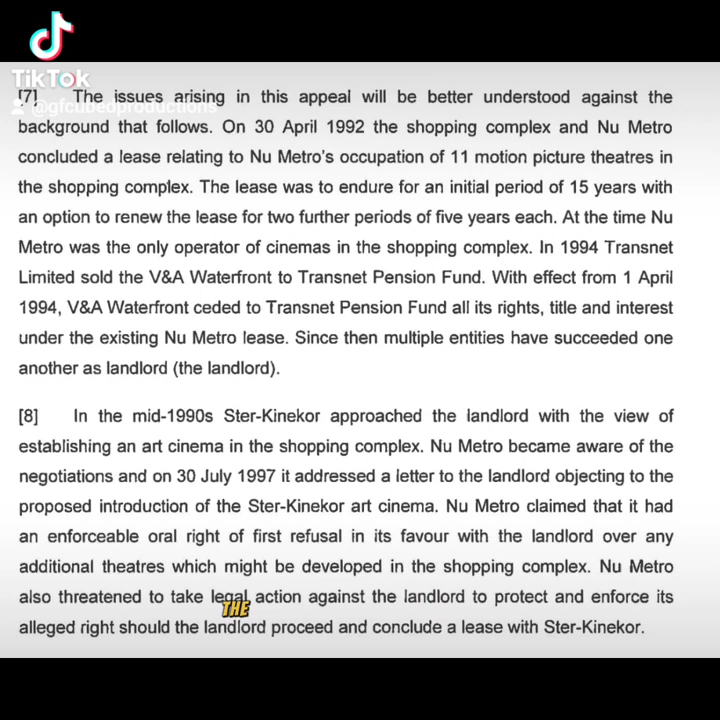 TikTok
[7] The issues arising in this appeal will be better understood against the
@gfcubedproductions
background that follows. On 30 April 1992 the shopping complex and Nu Metro
concluded a lease relating to Nu Metro's occupation of 11 motion picture theatres in
the shopping complex. The lease was to endure for an initial period of 15 years with
an option to renew the lease for two further periods of five years each. At the time Nu
Metro was the only operator of cinemas in the shopping complex. In 1994 Transnet
Limited sold the V&A Waterfront to Transnet Pension Fund. With effect from 1 April
1994, V&A Waterfront ceded to Transnet Pension Fund all its rights, title and interest
under the existing Nu Metro lease. Since then multiple entities have succeeded one
another as landlord (the landlord).
[8] In the mid-1990s Ster-Kinekor approached the landlord with the view of
establishing an art cinema in the shopping complex. Nu Metro became aware of the
negotiations and on 30 July 1997 it addressed a letter to the landlord objecting to the
proposed introduction of the Ster-Kinekor art cinema. Nu Metro claimed that it had
an enforceable oral right of first refusal in its favour with the landlord over any
additional theatres which might be developed in the shopping complex. Nu Metro
also threatened to take legal action against the landlord to protect and enforce its
THE
alleged right should the landlord proceed and conclude a lease with Ster-Kinekor.